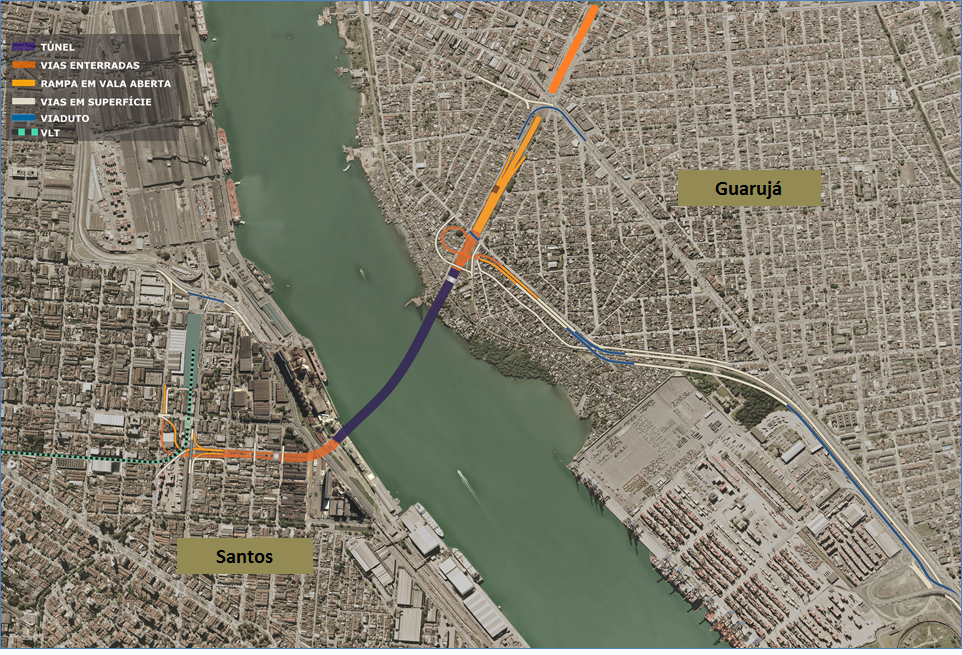 TÚNEL
VIAS ENTERRADAS
RAMPA EM VALA ABERTA
VIAS EM SUPERFÍCIE
VIADUTO
VLT
Guarujá
Santos